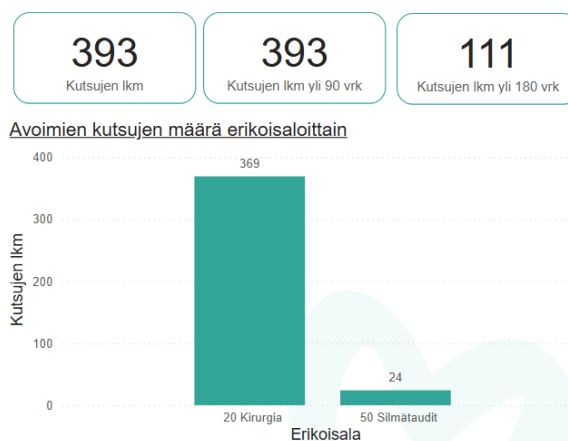 393
Kutsujen lkm
393
Kutsujen lkm yli 90 vrk
111
Kutsujen lkm yli 180 vrk
Avoimien kutsujen määrä erikoisaloittain
Kutsujen lkm
400
300
200
100
0
369
24
20 Kirurgia
50 Silmätaudit
Erikoisala